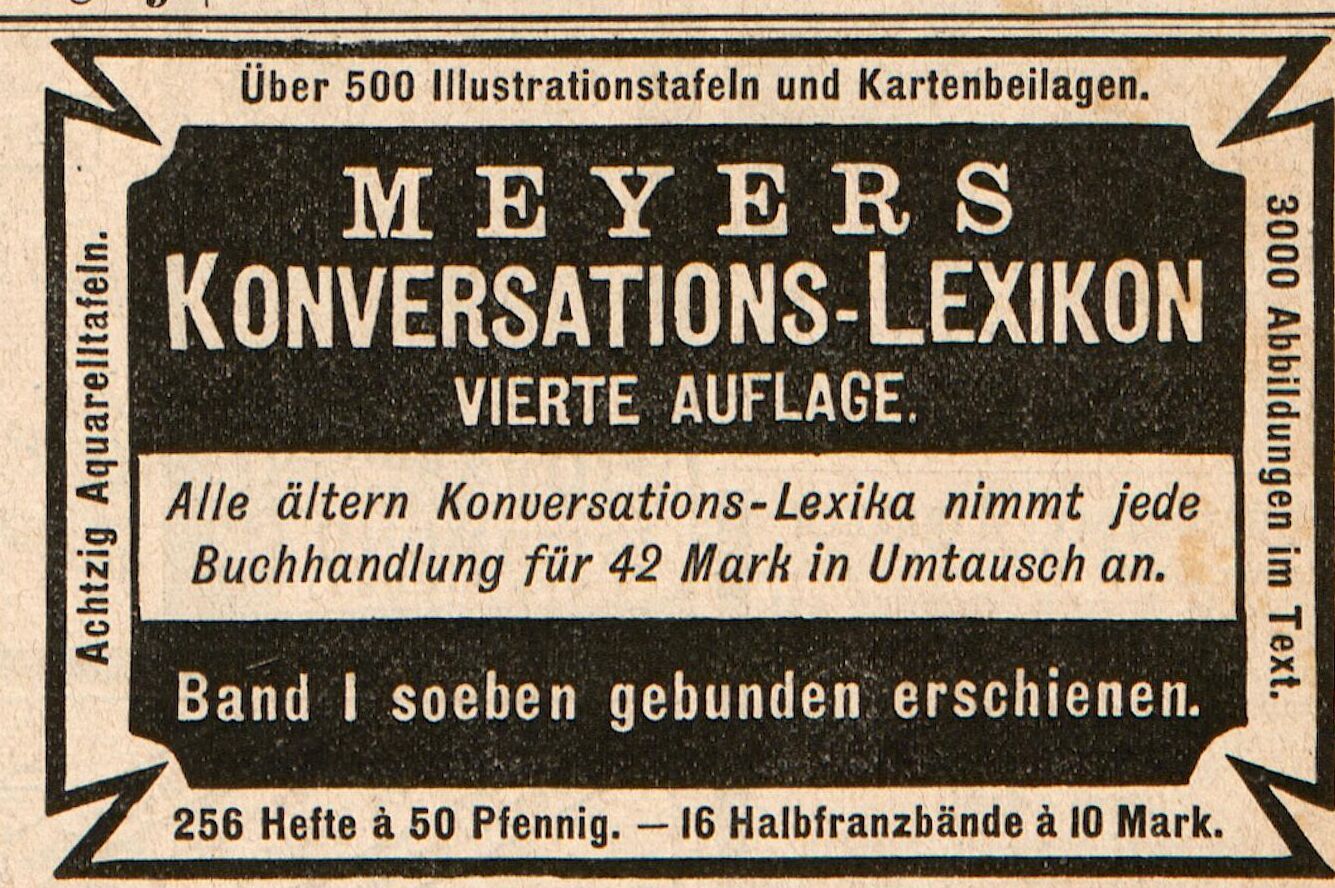 Über 500 Illustrationstafeln und Kartenbeilagen.
MEYERS
KONVERSATIONS-LEXIKON
VIERTE AUFLAGE.
Achtzig Aquarelltafeln.
3000 Abbildungen im Text.
Alle ältern Konversations-Lexika nimmt jede
Buchhandlung für 42 Mark in Umtausch an.
Band I soeben gebunden erschienen.
256 Hefte à 50 Pfennig. — 16 Halbfranzbände à 10 Mark.